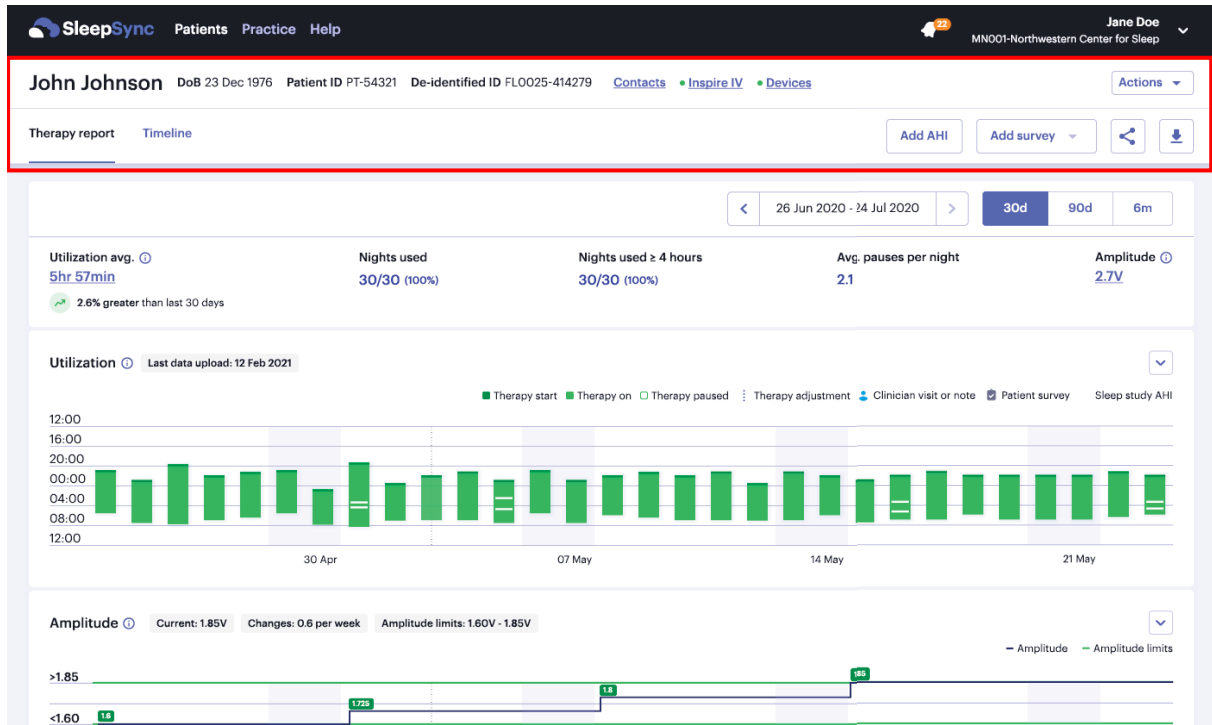 SleepSync Patients Practice Help 22 Jane Doe
MN001-Northwestern Center for Sleep
John Johnson DoB 23 Dec 1976 Patient ID PT-54321 De-identified ID FL0025-414279 Contacts Inspire IV Devices Actions
Therapy report Timeline Add AHI Add survey
26 Jun 2020 - 24 Jul 2020 30d 90d 6m
Utilization avg. Nights used Nights used ≥ 4 hours Avg. pauses per night Amplitude
5hr 57min 30/30 (100%) 30/30 (100%) 2.1 2.7V
2.6% greater than last 30 days
Utilization Last data upload: 12 Feb 2021
Therapy start Therapy on Therapy paused Therapy adjustment Clinician visit or note Patient survey Sleep study AHI
12:00
16:00
20:00
00:00
04:00
08:00
12:00
30 Apr 07 May 14 May 21 May
Amplitude Current: 1.85V Changes: 0.6 per week Amplitude limits: 1.60V - 1.85V
Amplitude Amplitude limits
>1.85 185
1.8
1.725
<1.60 1.6